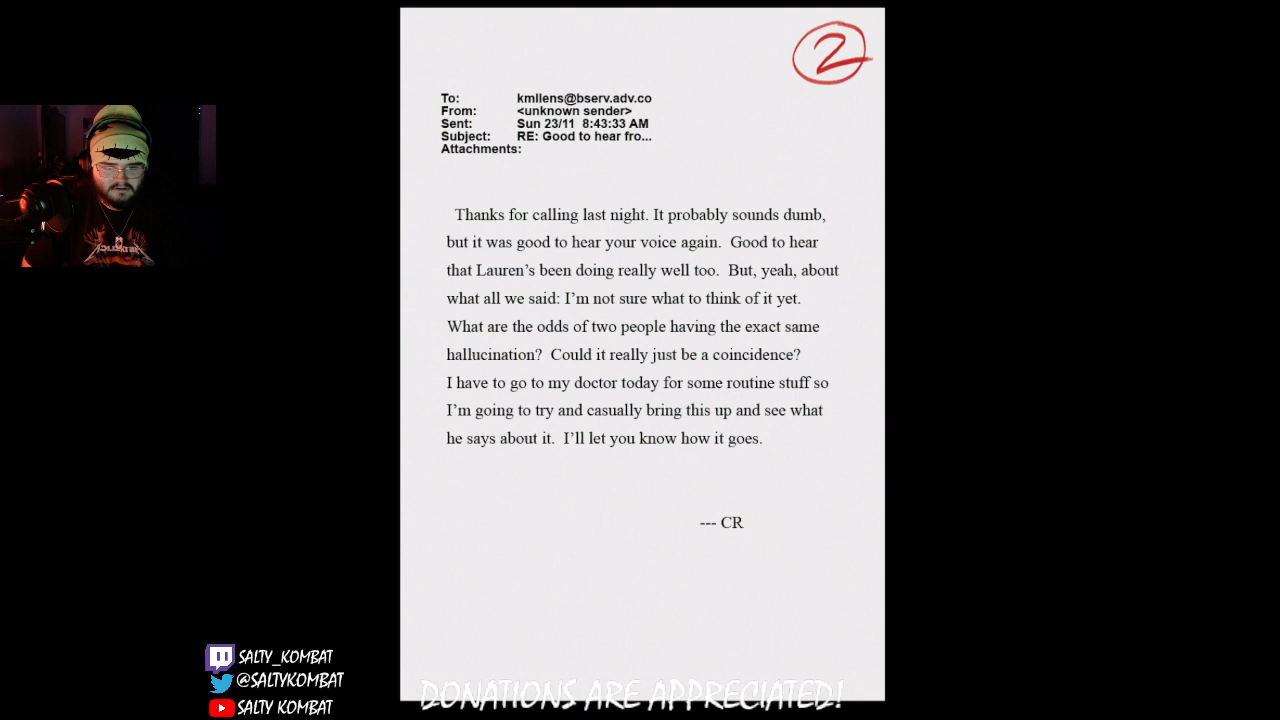 2
To: kmllens@bserv.adv.co
From: <unknown sender>
Sent: Sun 23/11 8:43:33 AM
Subject: RE: Good to hear fro...
Attachments:
Thanks for calling last night. It probably sounds dumb,
but it was good to hear your voice again. Good to hear
that Lauren’s been doing really well too. But, yeah, about
what all we said: I’m not sure what to think of it yet.
What are the odds of two people having the exact same
hallucination? Could it really just be a coincidence?
I have to go to my doctor today for some routine stuff so
I’m going to try and casually bring this up and see what
he says about it. I’ll let you know how it goes.
--- CR
SALTY_KOMBAT
@SALTYKOMBAT
SALTY KOMBAT
DONATIONS ARE APPRECIATED!